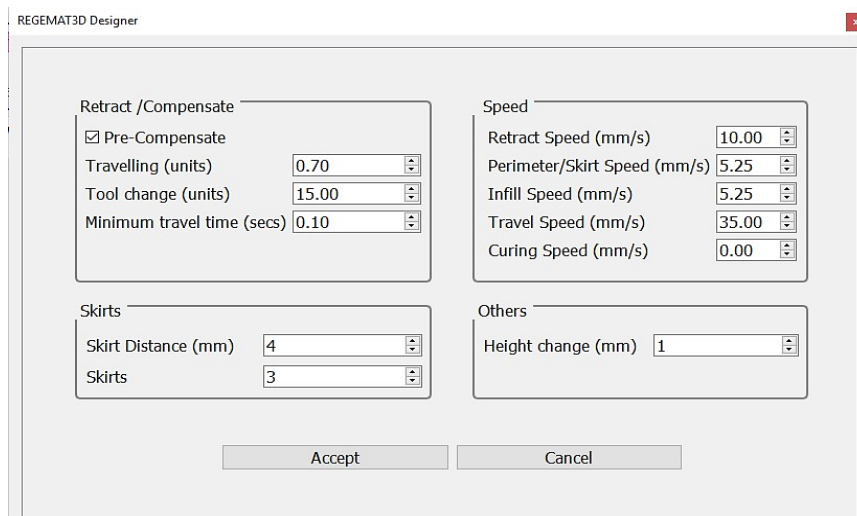 REGEMAT3D Designer
Retract /Compensate
Pre-Compensate
Travelling (units) 0.70
Tool change (units) 15.00
Minimum travel time (secs) 0.10
Speed
Retract Speed (mm/s) 10.00
Perimeter/Skirt Speed (mm/s) 5.25
Infill Speed (mm/s) 5.25
Travel Speed (mm/s) 35.00
Curing Speed (mm/s) 0.00
Skirts
Skirt Distance (mm) 4
Skirts 3
Others
Height change (mm) 1
Accept Cancel